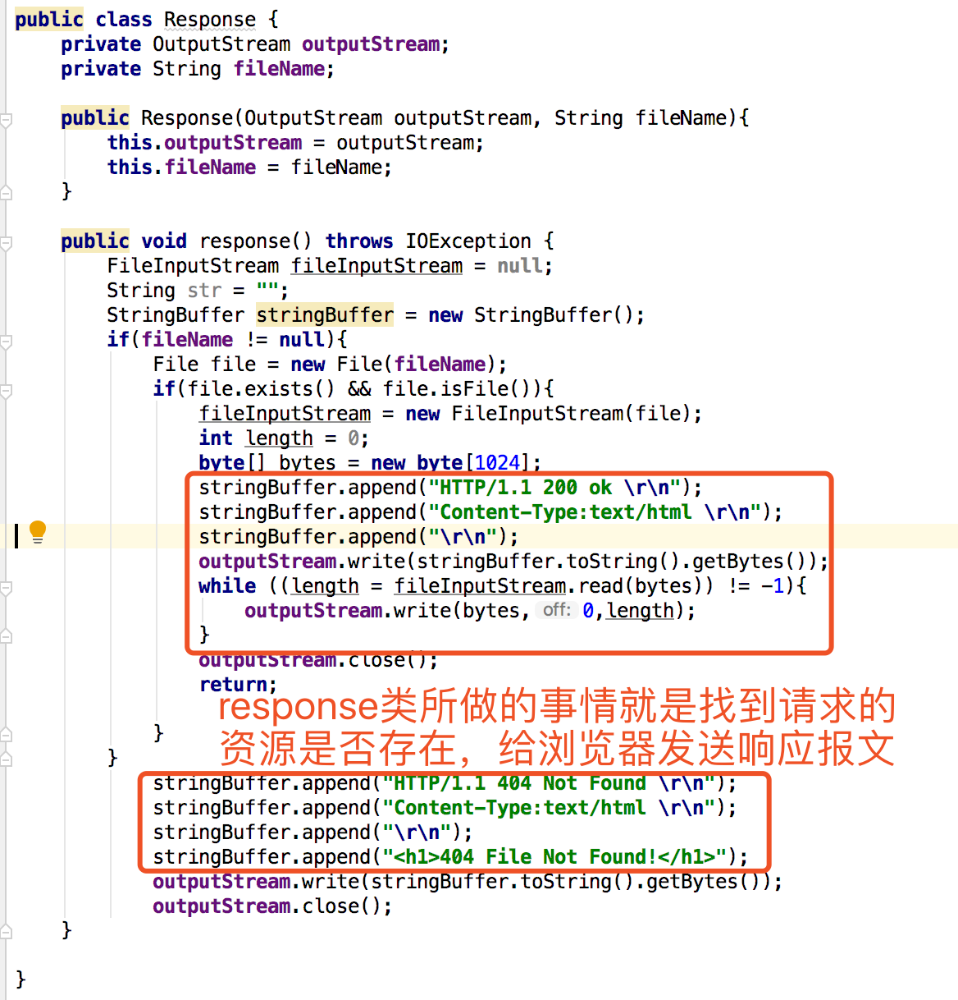 public class Response {
    private OutputStream outputStream;
    private String fileName;
    public Response(OutputStream outputStream, String fileName){
        this.outputStream = outputStream;
        this.fileName = fileName;
    }
    public void response() throws IOException {
        FileInputStream fileInputStream = null;
        String str = "";
        StringBuffer stringBuffer = new StringBuffer();
        if(fileName != null){
            File file = new File(fileName);
            if(file.exists() && file.isFile()){
                fileInputStream = new FileInputStream(file);
                int length = 0;
                byte[] bytes = new byte[1024];
                stringBuffer.append("HTTP/1.1 200 ok \r\n");
                stringBuffer.append("Content-Type:text/html \r\n");
                stringBuffer.append("\r\n");
                outputStream.write(stringBuffer.toString().getBytes());
                while ((length = fileInputStream.read(bytes)) != -1){
                    outputStream.write(bytes, off: 0,length);
                }
                outputStream.close();
                return;
response类所做的事情就是找到请求的
            }
资源是否存在，给浏览器发送响应报文
        }
            stringBuffer.append("HTTP/1.1 404 Not Found \r\n");
            stringBuffer.append("Content-Type:text/html \r\n");
            stringBuffer.append("\r\n");
            stringBuffer.append("<h1>404 File Not Found!</h1>");
            outputStream.write(stringBuffer.toString().getBytes());
            outputStream.close();
    }
}